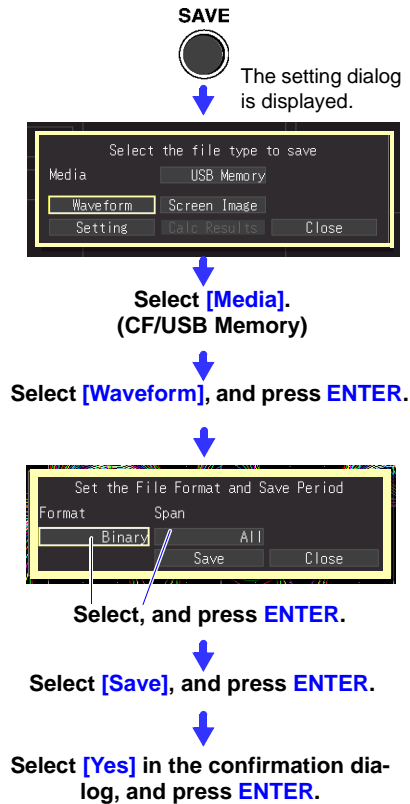 SAVE
The setting dialog
is displayed.
Select the file type to save
Media USB Memory
Waveform Screen Image
Setting Calc Results Close
Select [Media].
(CF/USB Memory)
Select [Waveform], and press ENTER.
Set the File Format and Save Period
Format Span
Binary All
Save Close
Select, and press ENTER.
Select [Save], and press ENTER.
Select [Yes] in the confirmation dia-
log, and press ENTER.